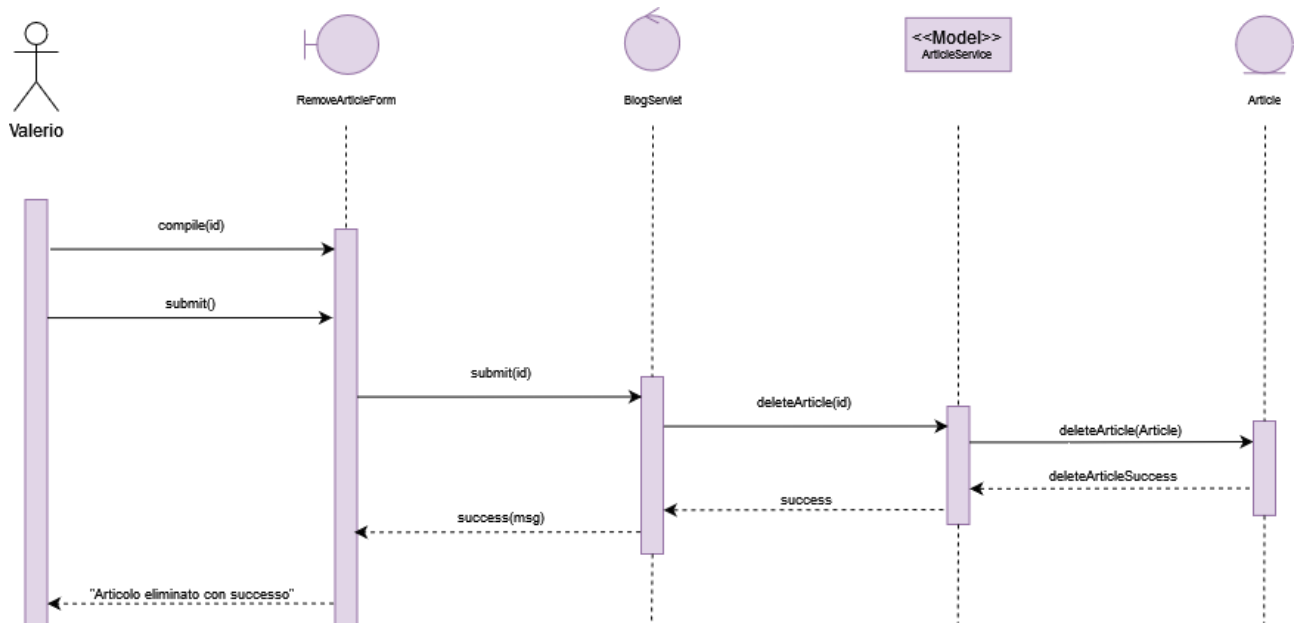 <<Model>>
ArticleService
RemoveArticleForm
BlogServlet
Article
Valerio
compile(id)
submit()
submit(id)
deleteArticle(id)
deleteArticle(Article)
deleteArticleSuccess
success
success(msg)
"Articolo eliminato con successo"